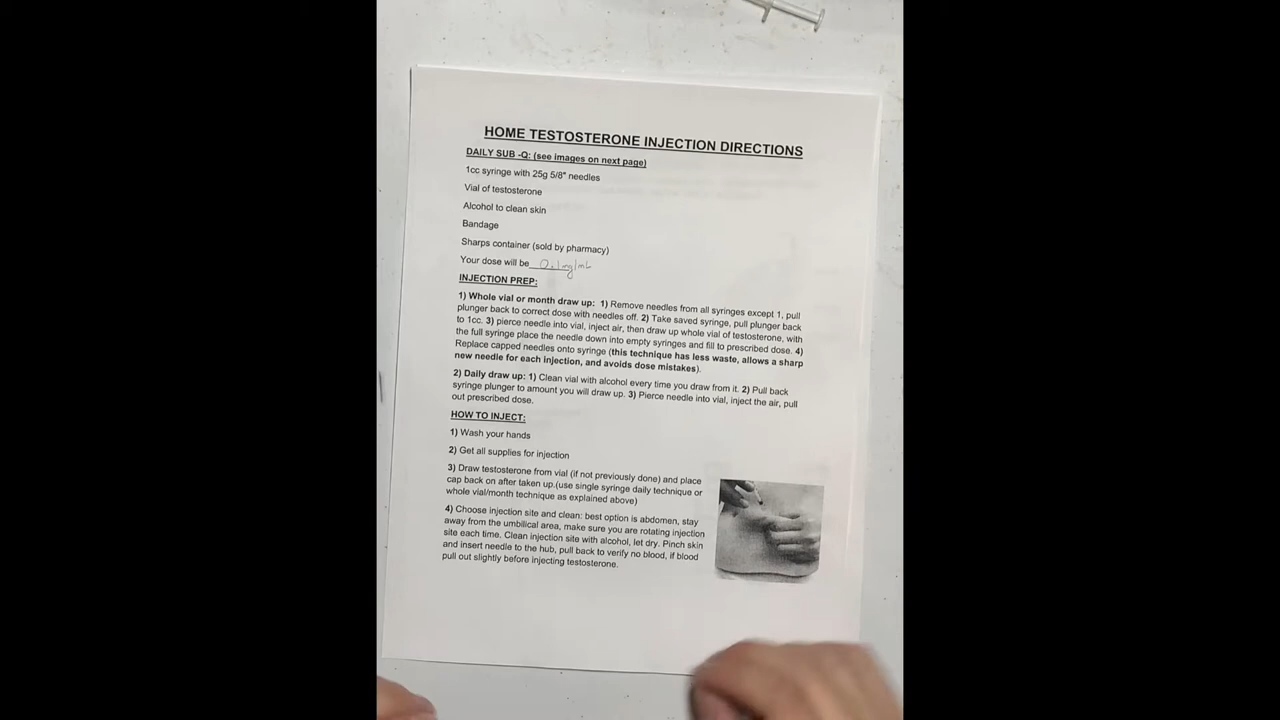 HOME TESTOSTERONE INJECTION DIRECTIONS
DAILY SUB -Q: (see images on next page)
1cc syringe with 25g 5/8" needles
Vial of testosterone
Alcohol to clean skin
Bandage
Sharps container (sold by pharmacy)
Your dose will be 0.1mg/mL
INJECTION PREP:
1) Whole vial or month draw up: 1) Remove needles from all syringes except 1, pull
plunger back to correct dose with needles off. 2) Take saved syringe, pull plunger back
to 1cc. 3) pierce needle into vial, inject air, then draw up whole vial of testosterone, with
the full syringe place the needle down into empty syringes and fill to prescribed dose. 4)
Replace capped needles onto syringe (this technique has less waste, allows a sharp
new needle for each injection, and avoids dose mistakes).
2) Daily draw up: 1) Clean vial with alcohol every time you draw from it. 2) Pull back
syringe plunger to amount you will draw up. 3) Pierce needle into vial, inject the air, pull
out prescribed dose.
HOW TO INJECT:
1) Wash your hands
2) Get all supplies for injection
3) Draw testosterone from vial (if not previously done) and place
cap back on after taken up.(use single syringe daily technique or
whole vial/month technique as explained above)
4) Choose injection site and clean: best option is abdomen, stay
away from the umbilical area, make sure you are rotating injection
site each time. Clean injection site with alcohol, let dry. Pinch skin
and insert needle to the hub, pull back to verify no blood, if blood
pull out slightly before injecting testosterone.